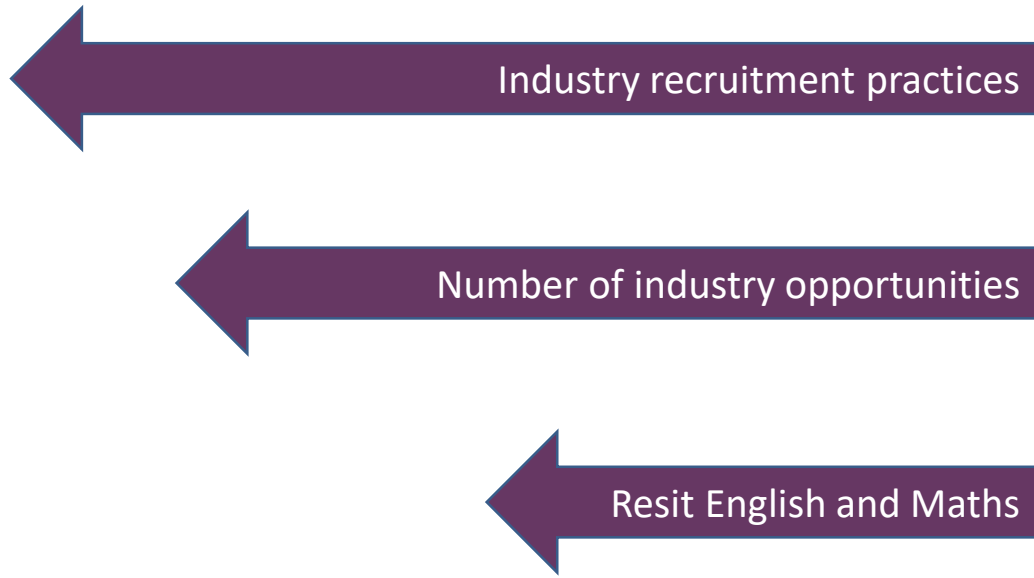 Industry recruitment practices
Number of industry opportunities
Resit English and Maths